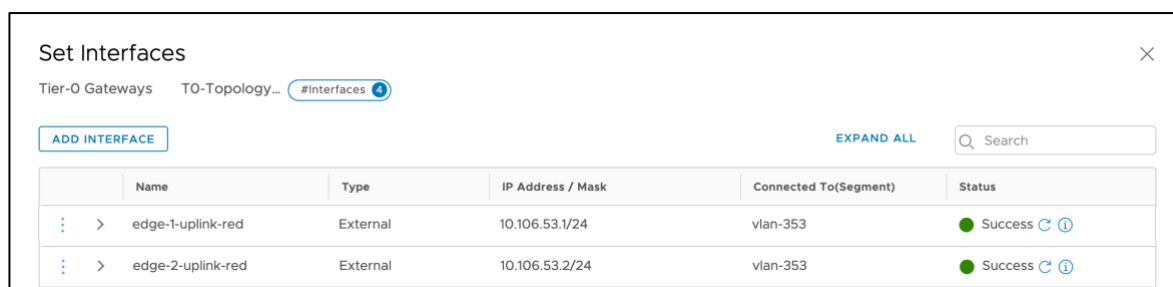 Set Interfaces
Tier-0 Gateways T0-Topology... #Interfaces 4
ADD INTERFACE EXPAND ALL Search
Name Type IP Address / Mask Connected To(Segment) Status
edge-1-uplink-red External 10.106.53.1/24 vlan-353 Success
edge-2-uplink-red External 10.106.53.2/24 vlan-353 Success